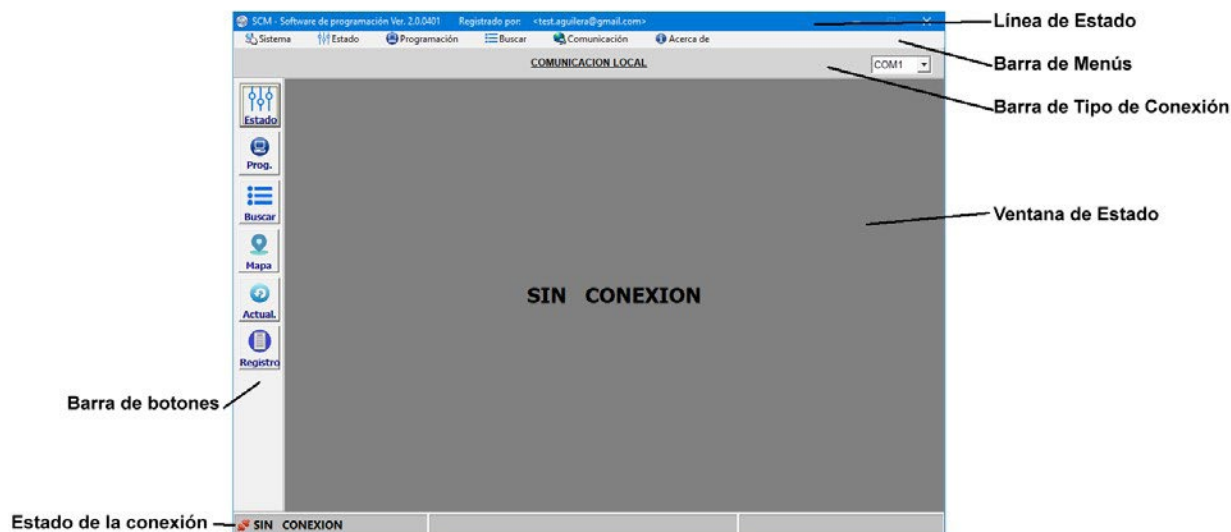 SCM - Software de programación Ver. 2.0.0401 Registrado por: <test.aguilera@gmail.com>
Línea de Estado
Sistema Estado Programación Buscar Comunicación Acerca de
COMUNICACION LOCAL
COM1
Barra de Menús
Barra de Tipo de Conexión
Estado
Prog.
Buscar
Ventana de Estado
Mapa
SIN CONEXION
Actual.
Registro
Barra de botones
Estado de la conexión
SIN CONEXION